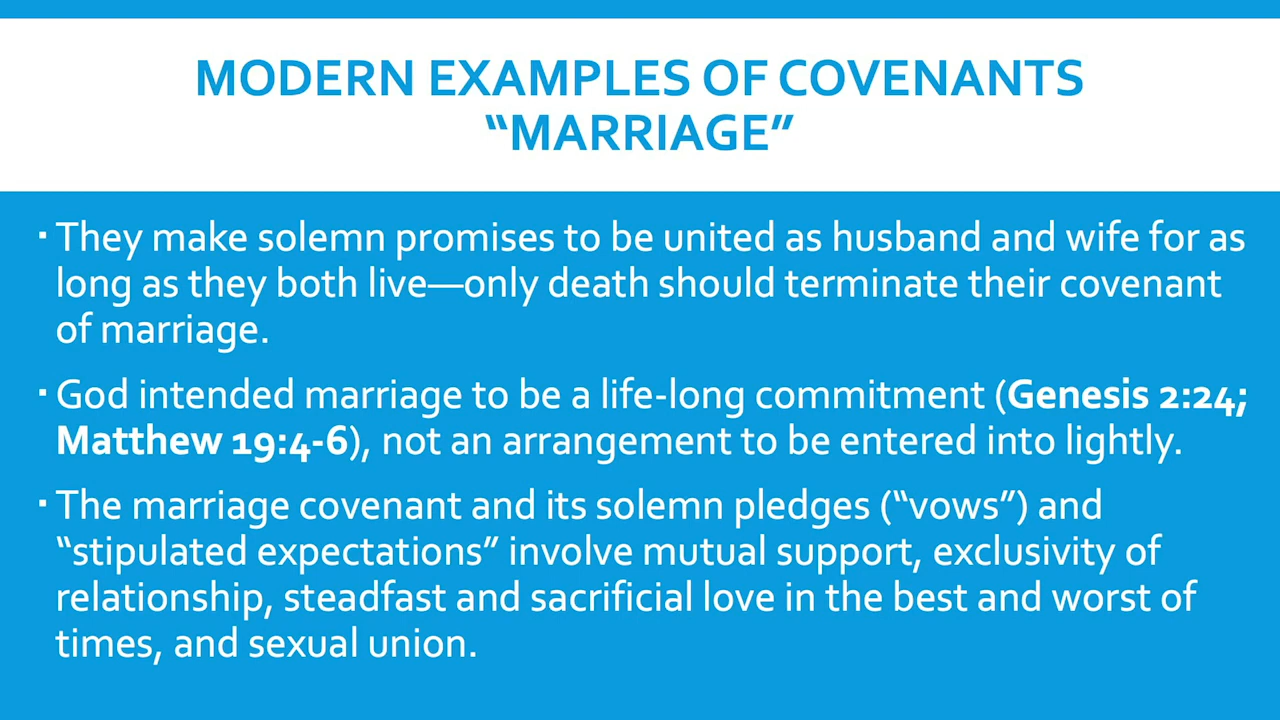 MODERN EXAMPLES OF COVENANTS
“MARRIAGE”
▪ They make solemn promises to be united as husband and wife for as
long as they both live—only death should terminate their covenant
of marriage.
▪ God intended marriage to be a life-long commitment (Genesis 2:24;
Matthew 19:4-6), not an arrangement to be entered into lightly.
▪ The marriage covenant and its solemn pledges (“vows”) and
“stipulated expectations” involve mutual support, exclusivity of
relationship, steadfast and sacrificial love in the best and worst of
times, and sexual union.